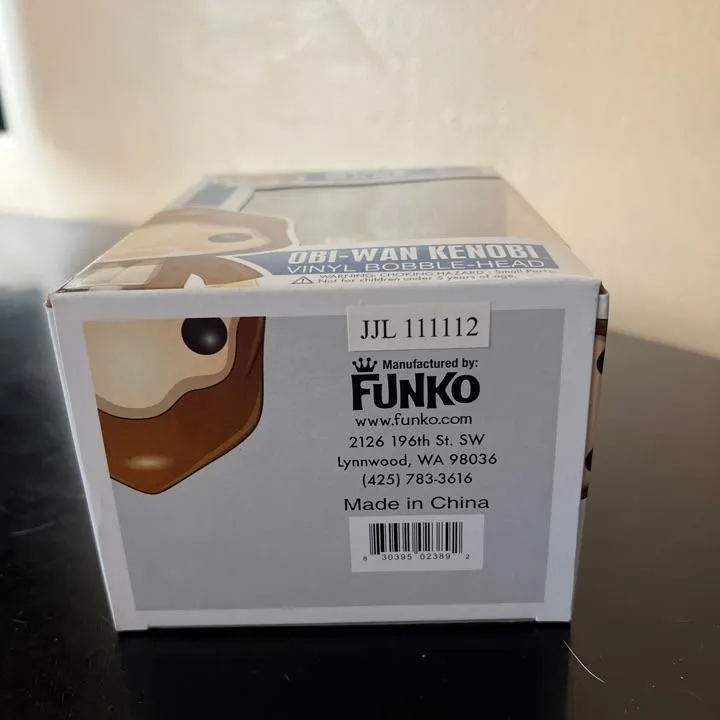 OBI-WAN KENOBI
VINYL BOBBLE-HEAD
WARNING: CHOKING HAZARD - Small Parts.
Not for children under 3 years of age.
JJL 111112
Manufactured by:
FUNKO
www.funko.com
2126 196th St. SW
Lynnwood, WA 98036
(425) 783-3616
Made in China
8 30395 02389 2